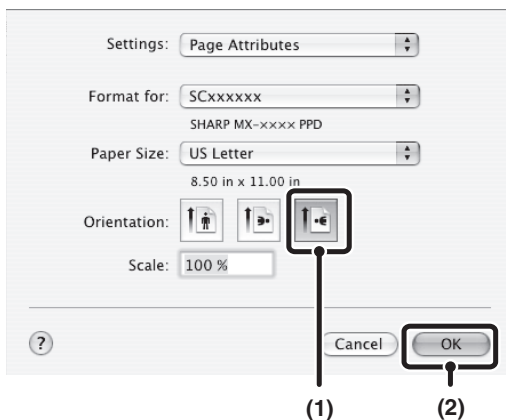 Settings: Page Attributes
Format for: SCxxxxxx
SHARP MX-×××× PPD
Paper Size: US Letter
8.50 in x 11.00 in
Orientation:
Scale: 100 %
? Cancel OK
(1) (2)